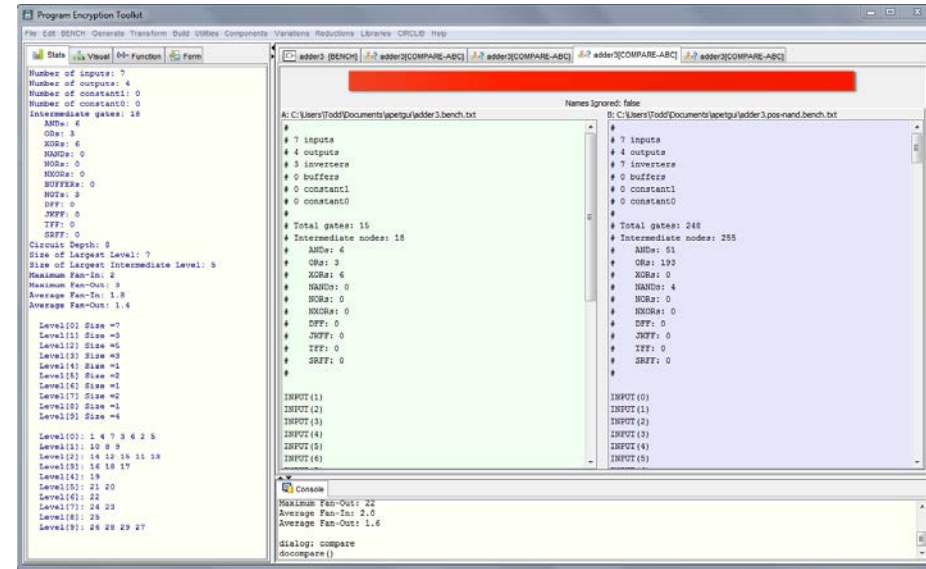 Program Encryption Toolkit
File Edit BENCH Generate Transform Build Utilities Components Variations Reductions Libraries CIRCLIB Help
Stats Visual Function Form
Number of inputs: 7
Number of outputs: 4
Number of constant1: 0
Number of constant0: 0
Intermediate gates: 18
ANDs: 6
ORs: 3
XORs: 6
NANDs: 0
NORs: 0
NXORs: 0
BUFFERs: 0
NOTs: 3
DFF: 0
JKFF: 0
TFF: 0
SRFF: 0
Circuit Depth: 8
Size of Largest Level: 7
Size of Largest Intermediate Level: 5
Maximum Fan-In: 2
Maximum Fan-Out: 3
Average Fan-In: 1.8
Average Fan-Out: 1.4
Level[0] Size =7
Level[1] Size =3
Level[2] Size =5
Level[3] Size =3
Level[4] Size =1
Level[5] Size =2
Level[6] Size =1
Level[7] Size =2
Level[8] Size =1
Level[9] Size =4
Level[0]: 1 4 7 3 6 2 5
Level[1]: 10 8 9
Level[2]: 14 12 15 11 13
Level[3]: 16 18 17
Level[4]: 19
Level[5]: 21 20
Level[6]: 22
Level[7]: 24 23
Level[8]: 25
Level[9]: 26 28 29 27
adder3 [BENCH] adder3[COMPARE-ABC] adder3[COMPARE-ABC] adder3[COMPARE-ABC] adder3[COMPARE-ABC]
Names Ignored: false
A: C:\Users\Todd\Documents\apetgui\adder3.bench.txt
#
# 7 inputs
# 4 outputs
# 3 inverters
# 0 buffers
# 0 constant1
# 0 constant0
#
# Total gates: 15
# Intermediate nodes: 18
# ANDs: 6
# ORs: 3
# XORs: 6
# NANDs: 0
# NORs: 0
# NXORs: 0
# DFF: 0
# JKFF: 0
# TFF: 0
# SRFF: 0
#
INPUT(1)
INPUT(2)
INPUT(3)
INPUT(4)
INPUT(5)
INPUT(6)
B: C:\Users\Todd\Documents\apetgui\adder3.pos-nand.bench.txt
#
# 7 inputs
# 4 outputs
# 7 inverters
# 0 buffers
# 0 constant1
# 0 constant0
#
# Total gates: 248
# Intermediate nodes: 255
# ANDs: 51
# ORs: 193
# XORs: 0
# NANDs: 4
# NORs: 0
# NXORs: 0
# DFF: 0
# JKFF: 0
# TFF: 0
# SRFF: 0
#
INPUT(0)
INPUT(1)
INPUT(2)
INPUT(3)
INPUT(4)
INPUT(5)
Console
Maximum Fan-Out: 22
Average Fan-In: 2.0
Average Fan-Out: 1.6
dialog: compare
docompare()